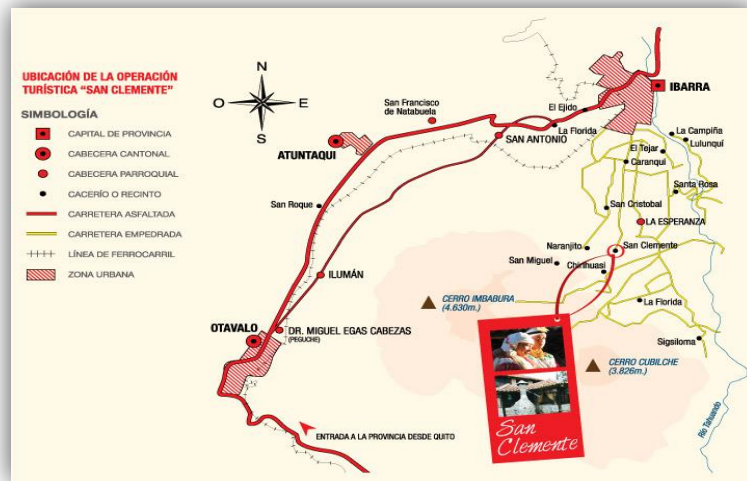 UBICACIÓN DE LA OPERACIÓN
TURÍSTICA “SAN CLEMENTE”
SIMBOLOGÍA
CAPITAL DE PROVINCIA
CABECERA CANTONAL
CABECERA PARROQUIAL
CACERÍO O RECINTO
CARRETERA ASFALTADA
CARRETERA EMPEDRADA
LÍNEA DE FERROCARRIL
ZONA URBANA
N
O
E
S
San Francisco
de Natabuela
El Ejido
IBARRA
La Florida
SAN ANTONIO
ATUNTAQUI
La Campiña
Lulunquí
El Tejar
Caranqui
Santa Rosa
San Roque
San Cristobal
LA ESPERANZA
Naranjito
San Clemente
San Miguel
Chirihuasi
ILUMÁN
CERRO IMBABURA
(4.630m.)
La Florida
OTAVALO
DR. MIGUEL EGAS CABEZAS
(PEGUCHE)
Sigsiloma
CERRO CUBILCHE
(3.826m.)
Río Tahuando
San
Clemente
ENTRADA A LA PROVINCIA DESDE QUITO